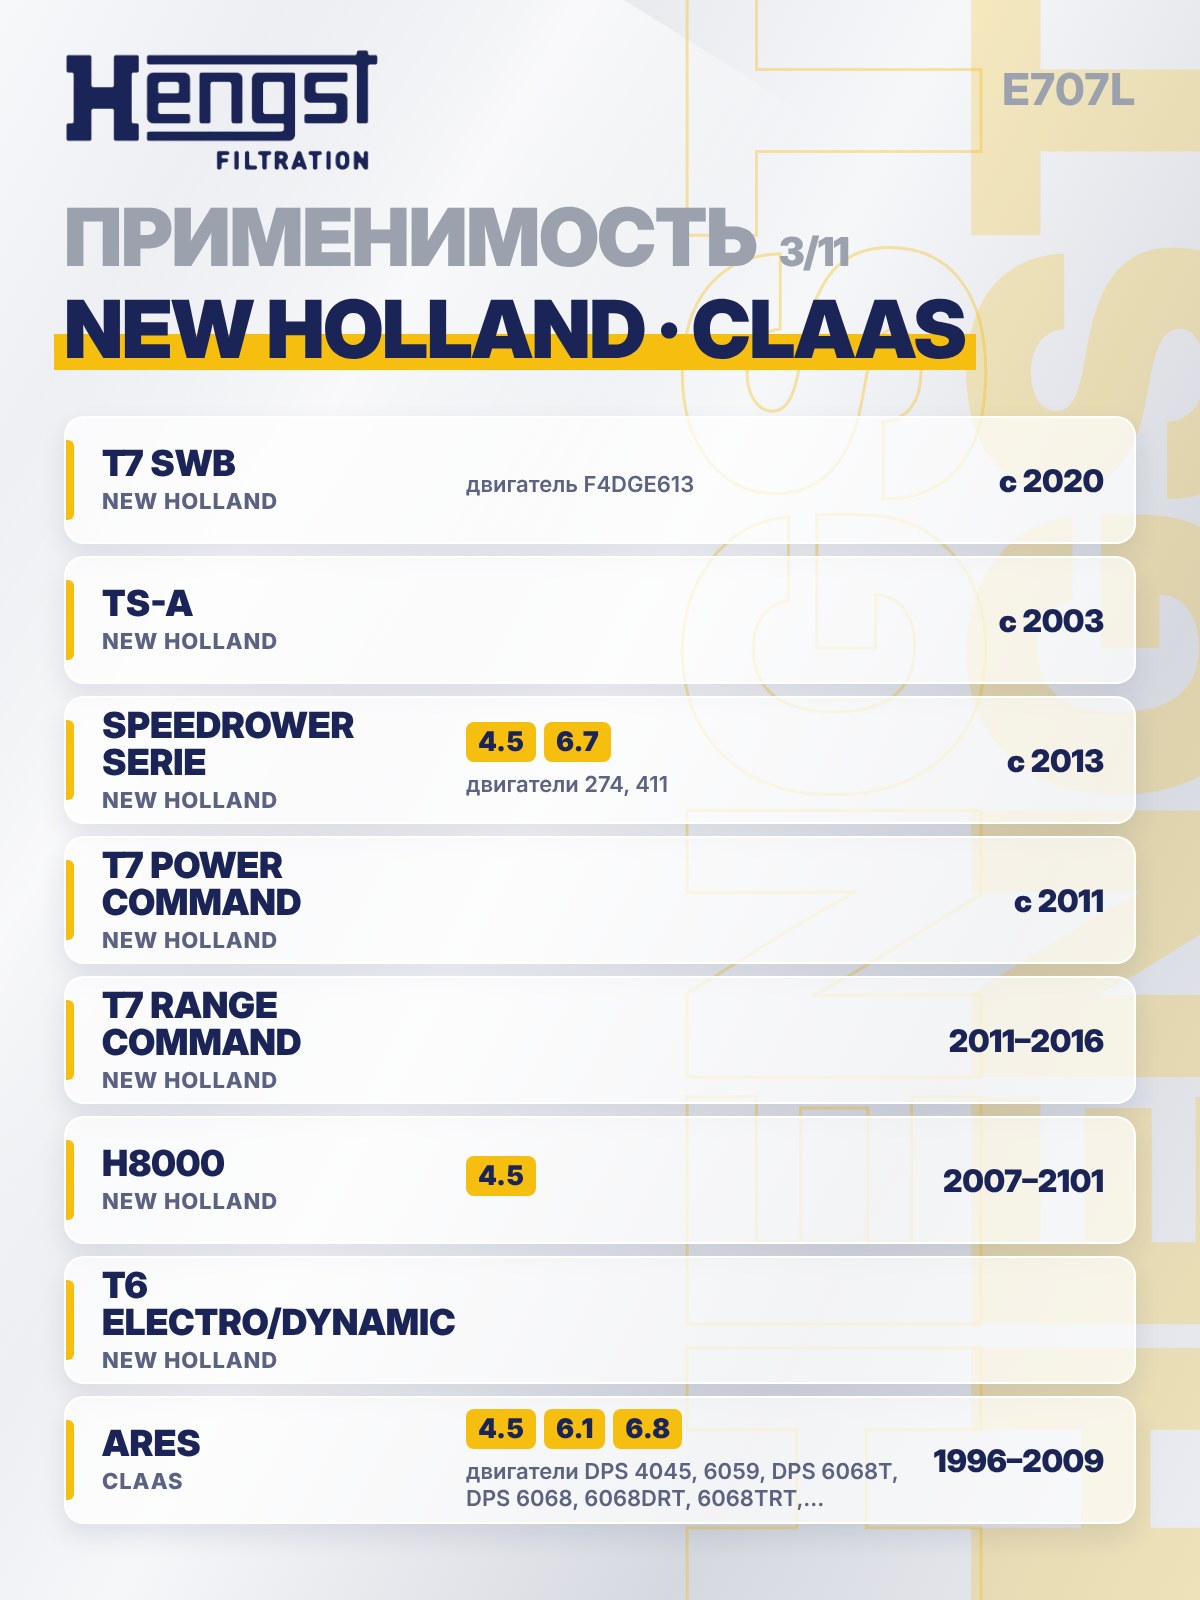 Hengst
FILTRATION
E707L
ПРИМЕНИМОСТЬ 3/11
NEW HOLLAND · CLAAS
T7 SWB
NEW HOLLAND
двигатель F4DGE613
с 2020
TS-A
NEW HOLLAND
с 2003
SPEEDROWER
SERIE
NEW HOLLAND
4.5 6.7
двигатели 274, 411
с 2013
T7 POWER
COMMAND
NEW HOLLAND
с 2011
T7 RANGE
COMMAND
NEW HOLLAND
2011–2016
H8000
NEW HOLLAND
4.5
2007–2101
T6
ELECTRO/DYNAMIC
NEW HOLLAND
ARES
CLAAS
4.5 6.1 6.8
двигатели DPS 4045, 6059, DPS 6068T,
DPS 6068, 6068DRT, 6068TRT,...
1996–2009
HENGST
HENGST